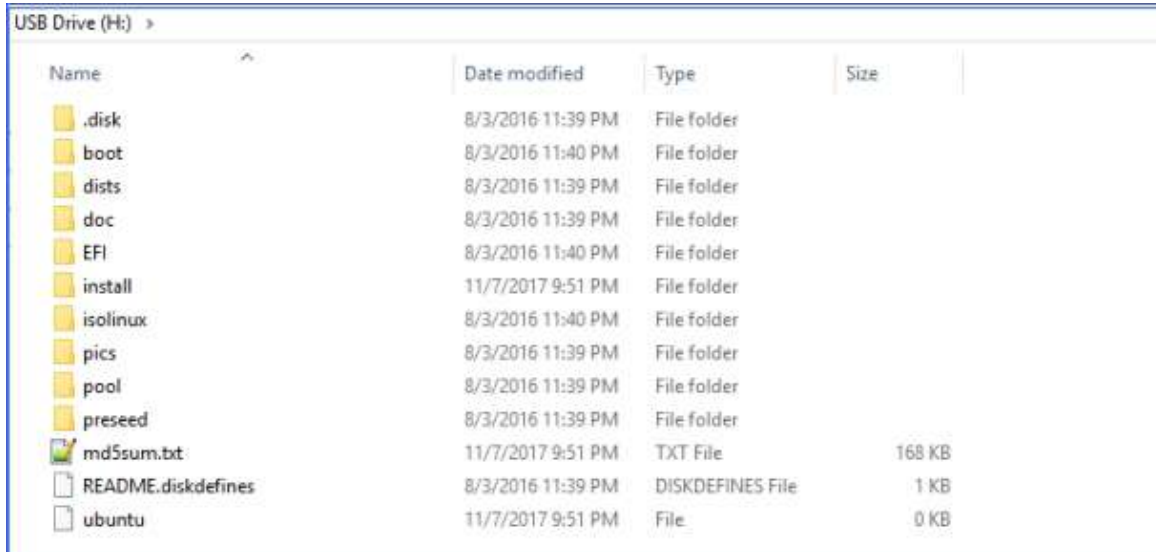 USB Drive (H:) >
Name Date modified Type Size
.disk 8/3/2016 11:39 PM File folder
boot 8/3/2016 11:40 PM File folder
dists 8/3/2016 11:39 PM File folder
doc 8/3/2016 11:39 PM File folder
EFI 8/3/2016 11:40 PM File folder
install 11/7/2017 9:51 PM File folder
isolinux 8/3/2016 11:40 PM File folder
pics 8/3/2016 11:39 PM File folder
pool 8/3/2016 11:39 PM File folder
preseed 8/3/2016 11:39 PM File folder
md5sum.txt 11/7/2017 9:51 PM TXT File 168 KB
README.diskdefines 8/3/2016 11:39 PM DISKDEFINES File 1 KB
ubuntu 11/7/2017 9:51 PM File 0 KB